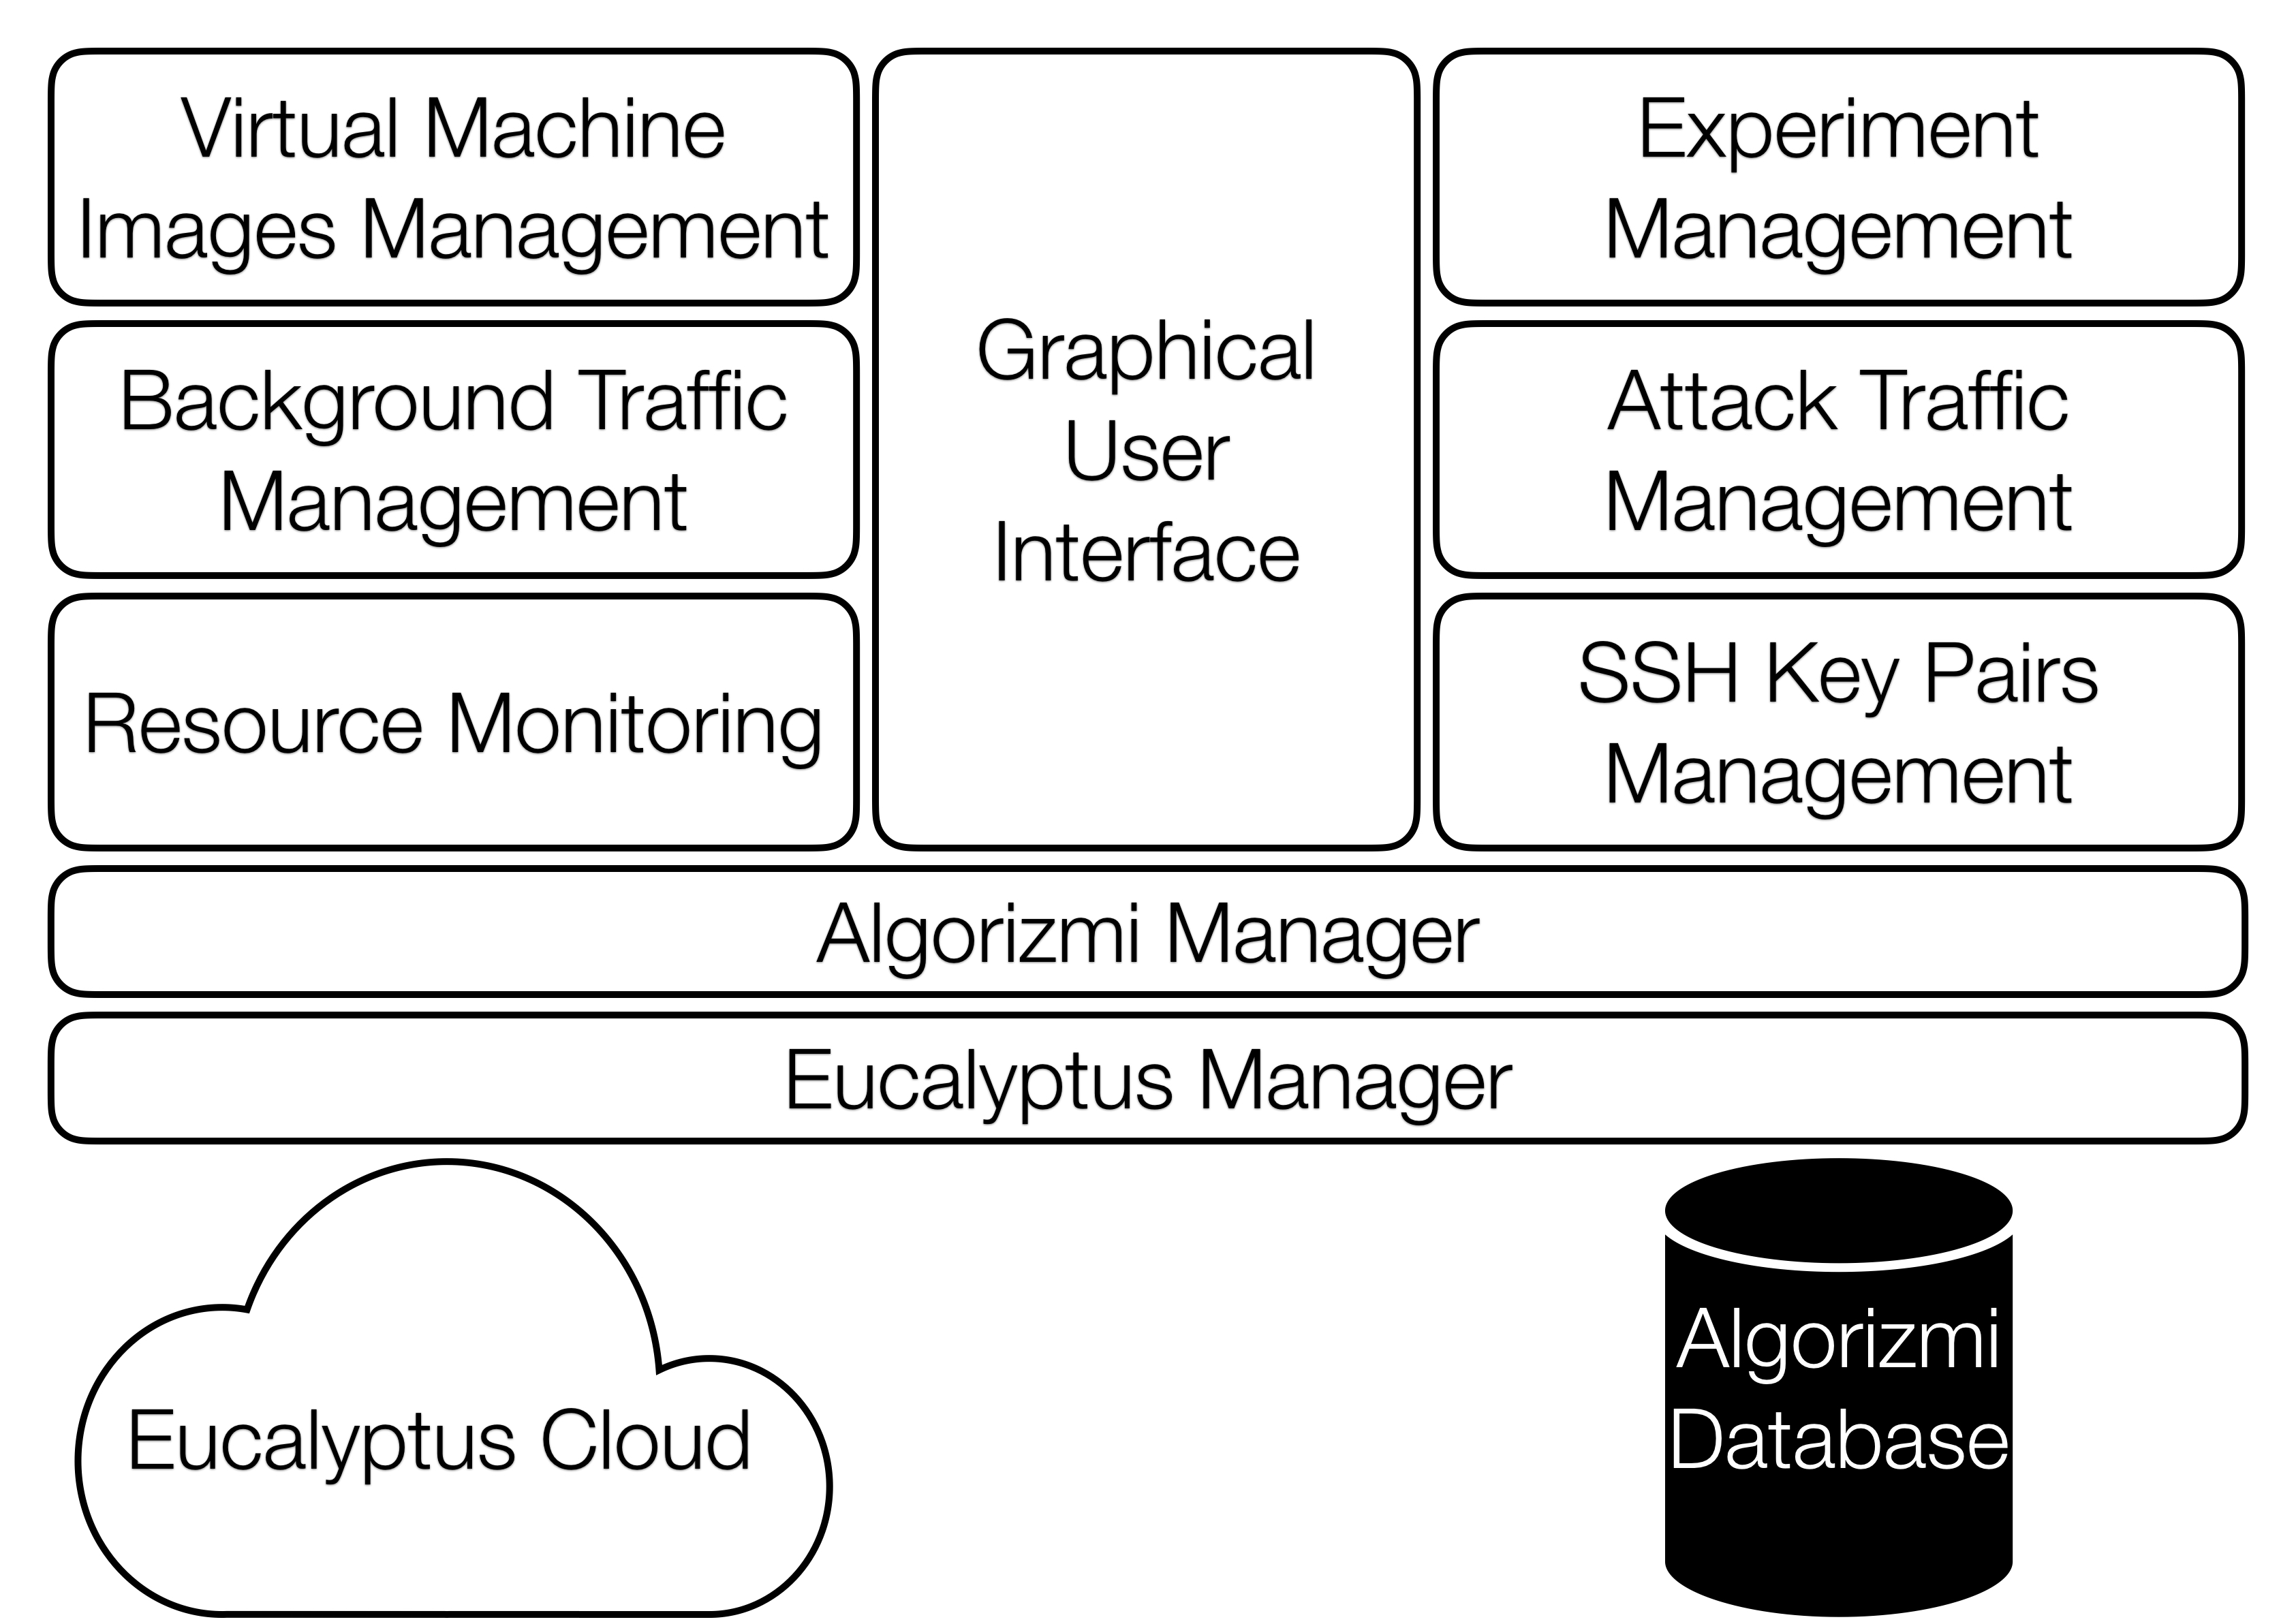 Virtual Machine
Images Management
Graphical
User
Interface
Experiment
Management
Background Traffic
Management
Attack Traffic
Management
Resource Monitoring
SSH Key Pairs
Management
Algorizmi Manager
Eucalyptus Manager
Eucalyptus Cloud
Algorizmi
Database